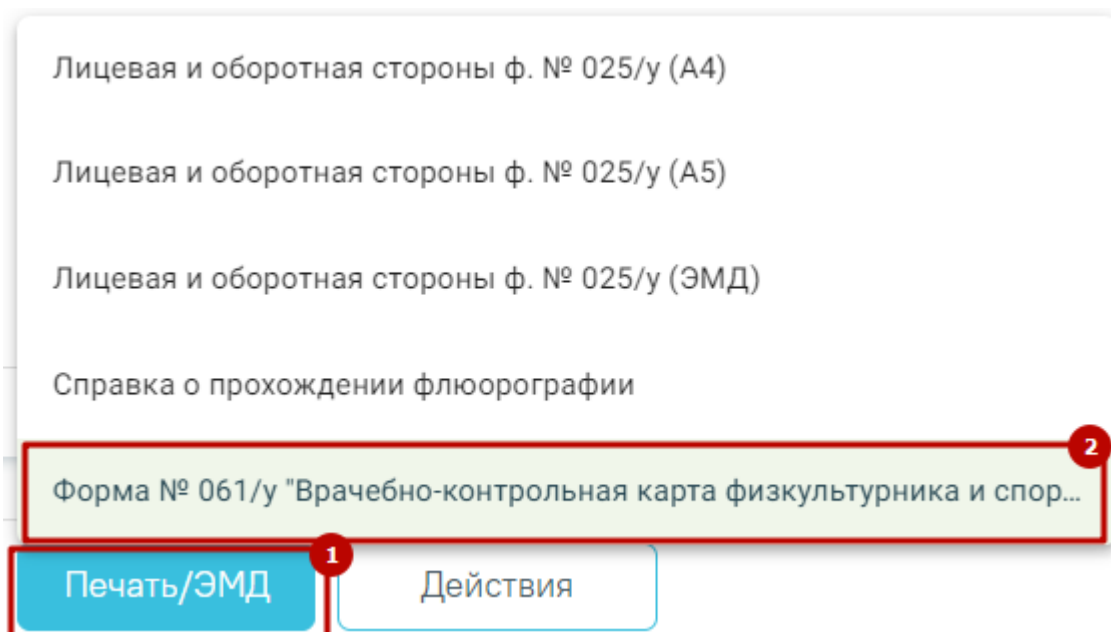 Лицевая и оборотная стороны ф. № 025/у (А4)
Лицевая и оборотная стороны ф. № 025/у (А5)
Лицевая и оборотная стороны ф. № 025/у (ЭМД)
Справка о прохождении флюорографии
2
Форма № 061/у "Врачебно-контрольная карта физкультурника и спор...
1
Печать/ЭМД
Действия